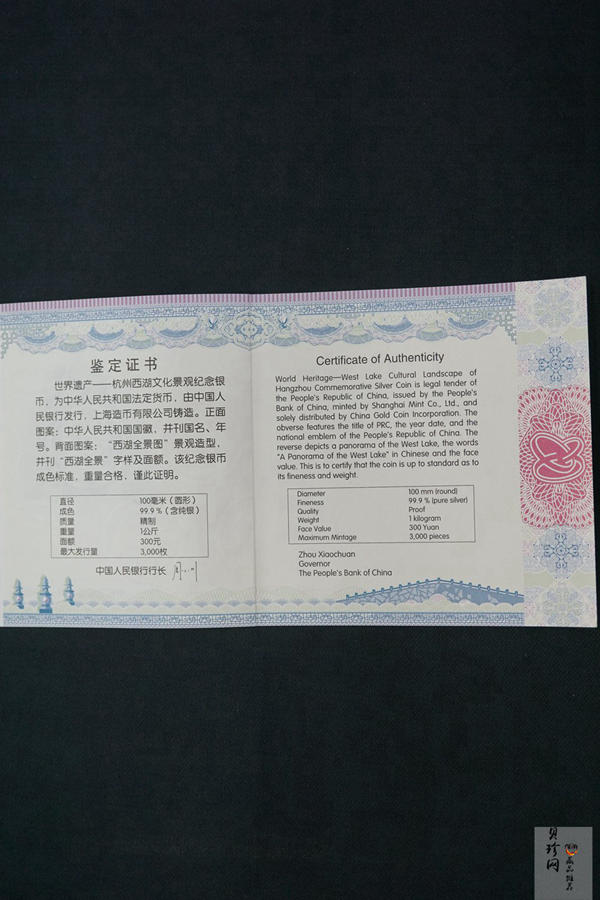 鉴定证书
世界遗产——杭州西湖文化景观纪念银
币，为中华人民共和国法定货币，由中国人
民银行发行，上海造币有限公司铸造。正面
图案：中华人民共和国国徽，并刊国名、年
号。背面图案：“西湖全景图”景观造型，
并刊“西湖全景”字样及面额。该纪念银币
成色标准，重量合格，谨此证明。
直径 100毫米（圆形）
成色 99.9％（含纯银）
质量 精制
重量 1公斤
面额 300元
最大发行量 3,000枚
中国人民银行行长
Certificate of Authenticity
World Heritage—West Lake Cultural Landscape of
Hangzhou Commemorative Silver Coin is legal tender of
the People's Republic of China, issued by the People's
Bank of China, minted by Shanghai Mint Co., Ltd., and
solely distributed by China Gold Coin Incorporation. The
obverse features the title of PRC, the year date, and the
national emblem of the People's Republic of China. The
reverse depicts a panorama of the West Lake, the words
"A Panorama of the West Lake" in Chinese and the face
value. This is to certify that the coin is up to standard as to
its fineness and weight.
Diameter 100 mm (round)
Fineness 99.9 % (pure silver)
Quality Proof
Weight 1 kilogram
Face Value 300 Yuan
Maximum Mintage 3,000 pieces
Zhou Xiaochuan
Governor
The People's Bank of China
贝珍网
藏品推荐